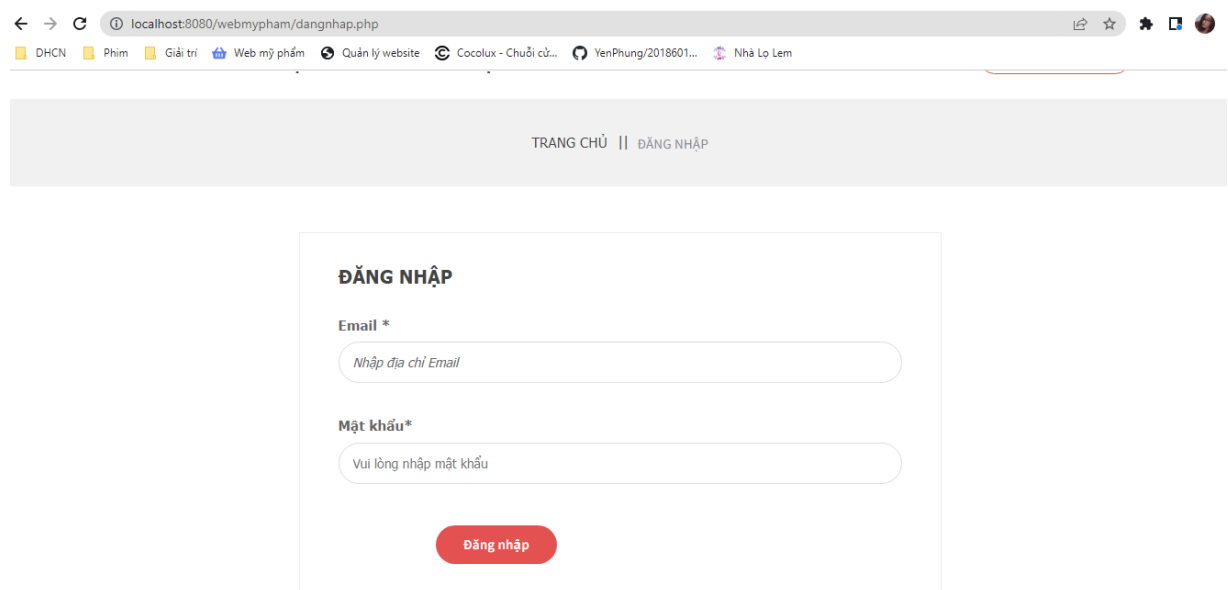 localhost:8080/webmypham/dangnhap.php
DHCN Phim Giải trí Web mỹ phẩm Quản lý website Cocolux - Chuỗi cử... YenPhung/2018601... Nhà Lọ Lem
TRANG CHỦ || ĐĂNG NHẬP
ĐĂNG NHẬP
Email *
Nhập địa chỉ Email
Mật khẩu*
Vui lòng nhập mật khẩu
Đăng nhập